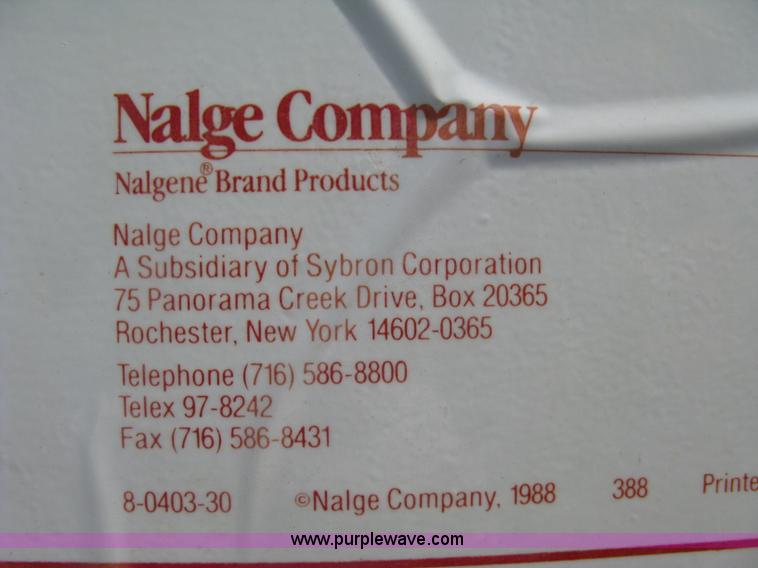 Nalge Company
Nalgene® Brand Products
Nalge Company
A Subsidiary of Sybron Corporation
75 Panorama Creek Drive, Box 20365
Rochester, New York 14602-0365
Telephone (716) 586-8800
Telex 97-8242
Fax (716) 586-8431
8-0403-30 ©Nalge Company, 1988 388 Printe
www.purplewave.com